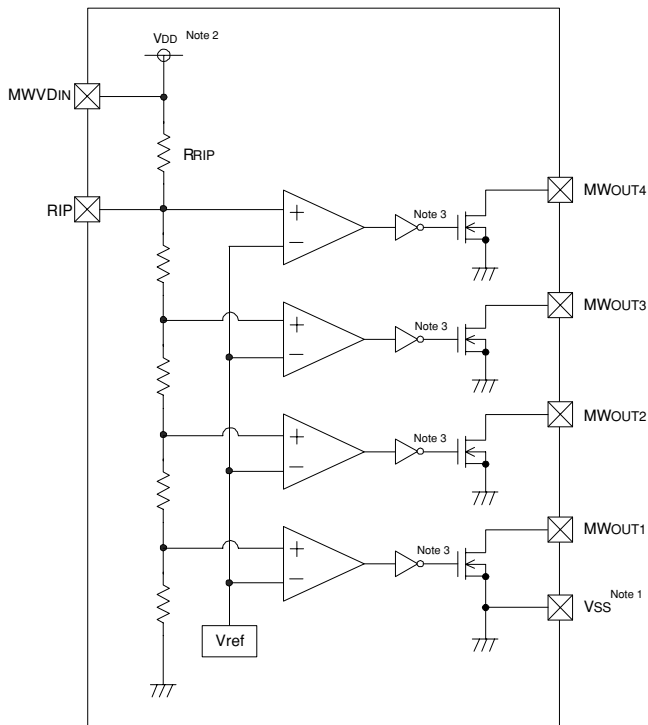 VDD Note 2
MWVDIN
RRIP
RIP
MWOUT4
Note 3
+
−
MWOUT3
Note 3
+
−
MWOUT2
Note 3
+
−
MWOUT1
Note 3
+
−
VSS Note 1
Vref